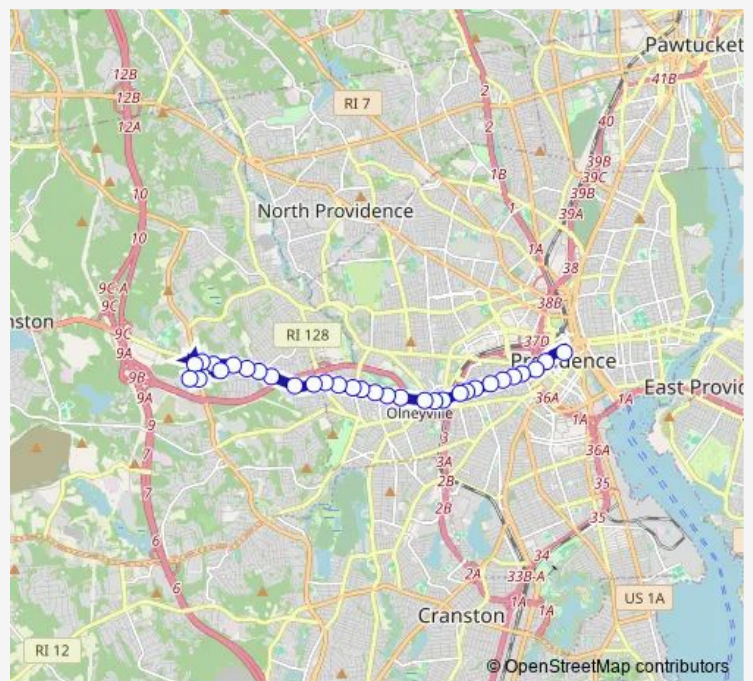 Pawtucket
12B
12B
12A
41B
RI 7
2
2
40
39B
39C
39B
39A
1B
1
10
10
North Providence
1A
38
9C-A
9C
38B
nston
9C
RI 128
37D
9A
Providence
9B
9A
East Provid
36A
1A
Olneyville
1A
9
3
36A
3A
7
2B
35
7
2B
35
6
34
2A
33B-A
6
1A
1A
US 1A
Cranston
RI 12
© OpenStreetMap contributors